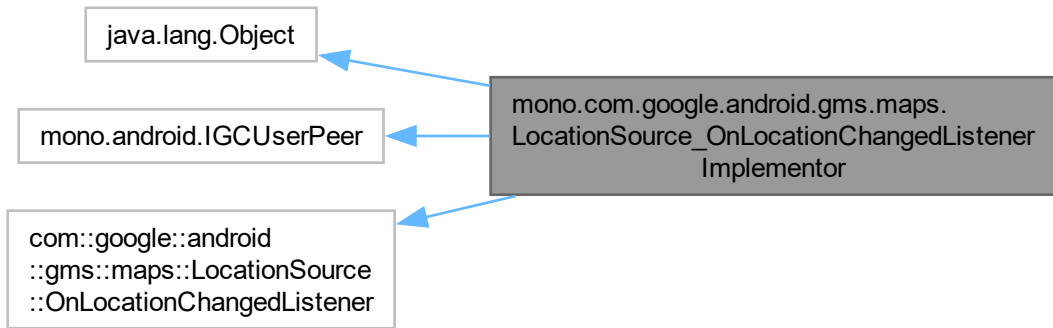 java.lang.Object
mono.android.IGCUserPeer
com::google::android
::gms::maps::LocationSource
::OnLocationChangedListener
mono.com.google.android.gms.maps.
LocationSource_OnLocationChangedListener
Implementor